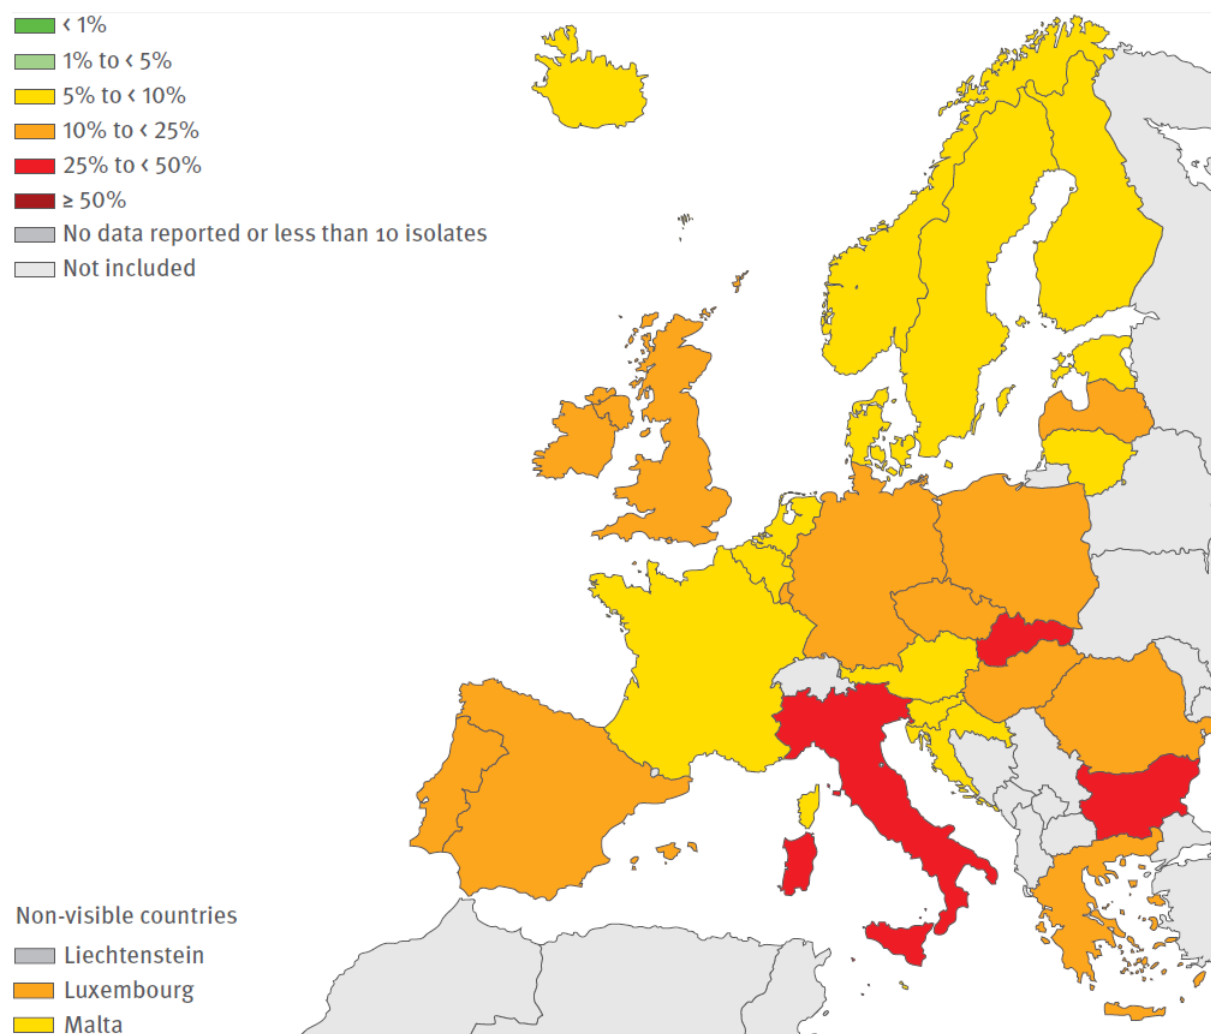 < 1%
1% to < 5%
5% to < 10%
10% to < 25%
25% to < 50%
≥ 50%
No data reported or less than 10 isolates
Not included
Non-visible countries
Liechtenstein
Luxembourg
Malta